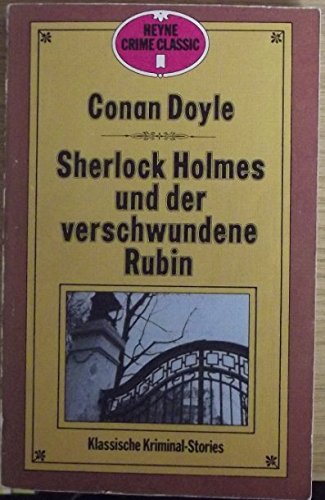 HEYNE
CRIME CLASSIC
Conan Doyle
Sherlock Holmes
und der
verschwundene
Rubin
Klassische Kriminal-Stories